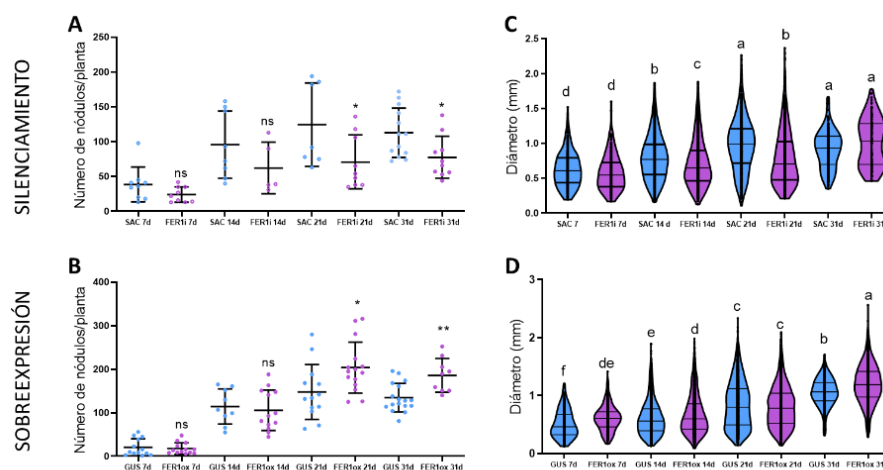 SILENCIAMIENTO
A
Número de nódulos/planta
250
200
150
100
50
0
ns
ns
*
*
SAC 7d FER1i 7d SAC 14d FER1i 14d SAC 21d FER1i 21d SAC 31d FER1i 31d
C
Diámetro (mm)
2.5
2.0
1.5
1.0
0.5
0.0
d d b c a b a a
SAC 7 FER1i 7d SAC 14 d FER1i 14d SAC 21d FER1i 21d SAC 31d FER1i 31
SOBREEXPRESIÓN
B
Número de nódulos/planta
400
300
200
100
0
ns
ns
*
**
GUS 7d FER1ox 7d GUS 14d FER1ox 14d GUS 21d FER1ox 21d GUS 31d FER1ox 31d
D
Diámetro (mm)
3
2
1
0
f de e d c c b a
GUS 7d FER1ox 7d GUS 14d FER1ox 14d GUS 21d FER1ox 21d GUS 31d FER1ox 31